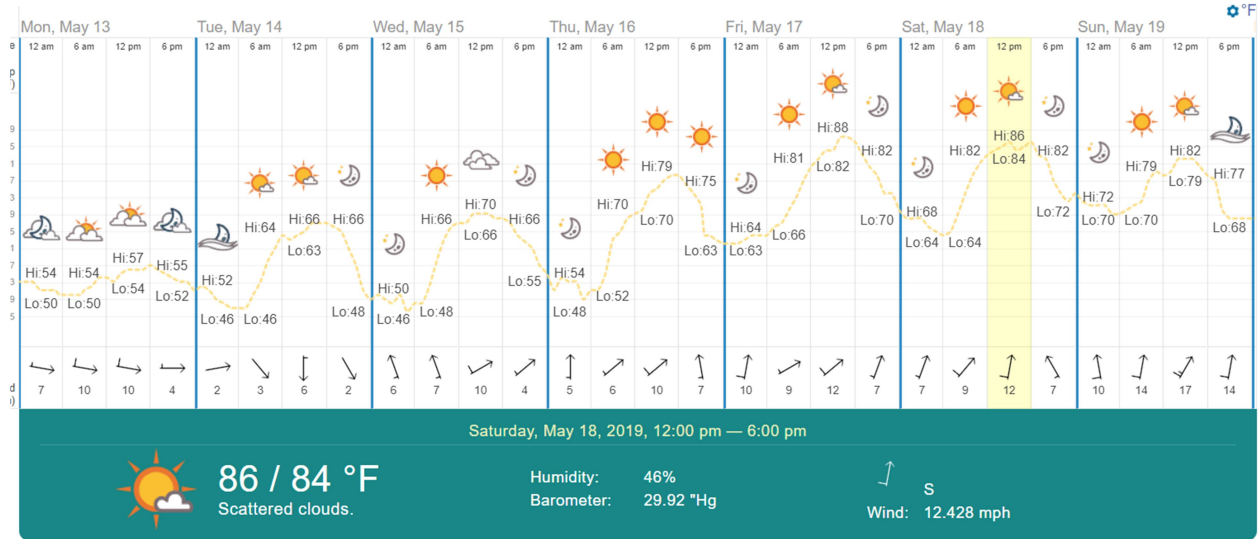 °F
Mon, May 13 Tue, May 14 Wed, May 15 Thu, May 16 Fri, May 17 Sat, May 18 Sun, May 19
12 am 6 am 12 pm 6 pm 12 am 6 am 12 pm 6 pm 12 am 6 am 12 pm 6 pm 12 am 6 am 12 pm 6 pm 12 am 6 am 12 pm 6 pm 12 am 6 am 12 pm 6 pm 12 am 6 am 12 pm 6 pm
Hi:54 Hi:54 Hi:57 Hi:55 Hi:52 Hi:64 Hi:66 Hi:66 Hi:50 Hi:66 Hi:70 Hi:66 Hi:54 Hi:70 Hi:79 Hi:75 Hi:64 Hi:81 Hi:88 Hi:82 Hi:68 Hi:82 Hi:86 Hi:82 Hi:72 Hi:79 Hi:82 Hi:77
Lo:50 Lo:50 Lo:54 Lo:52 Lo:46 Lo:46 Lo:63 Lo:48 Lo:46 Lo:48 Lo:66 Lo:55 Lo:48 Lo:52 Lo:70 Lo:63 Lo:63 Lo:66 Lo:82 Lo:70 Lo:64 Lo:64 Lo:84 Lo:72 Lo:70 Lo:70 Lo:79 Lo:68
7 10 10 4 2 3 6 2 6 7 10 4 5 6 10 7 10 9 12 7 7 9 12 7 10 14 17 14
Saturday, May 18, 2019, 12:00 pm — 6:00 pm
86 / 84 °F
Scattered clouds.
Humidity: 46%
Barometer: 29.92 "Hg
S
Wind: 12.428 mph